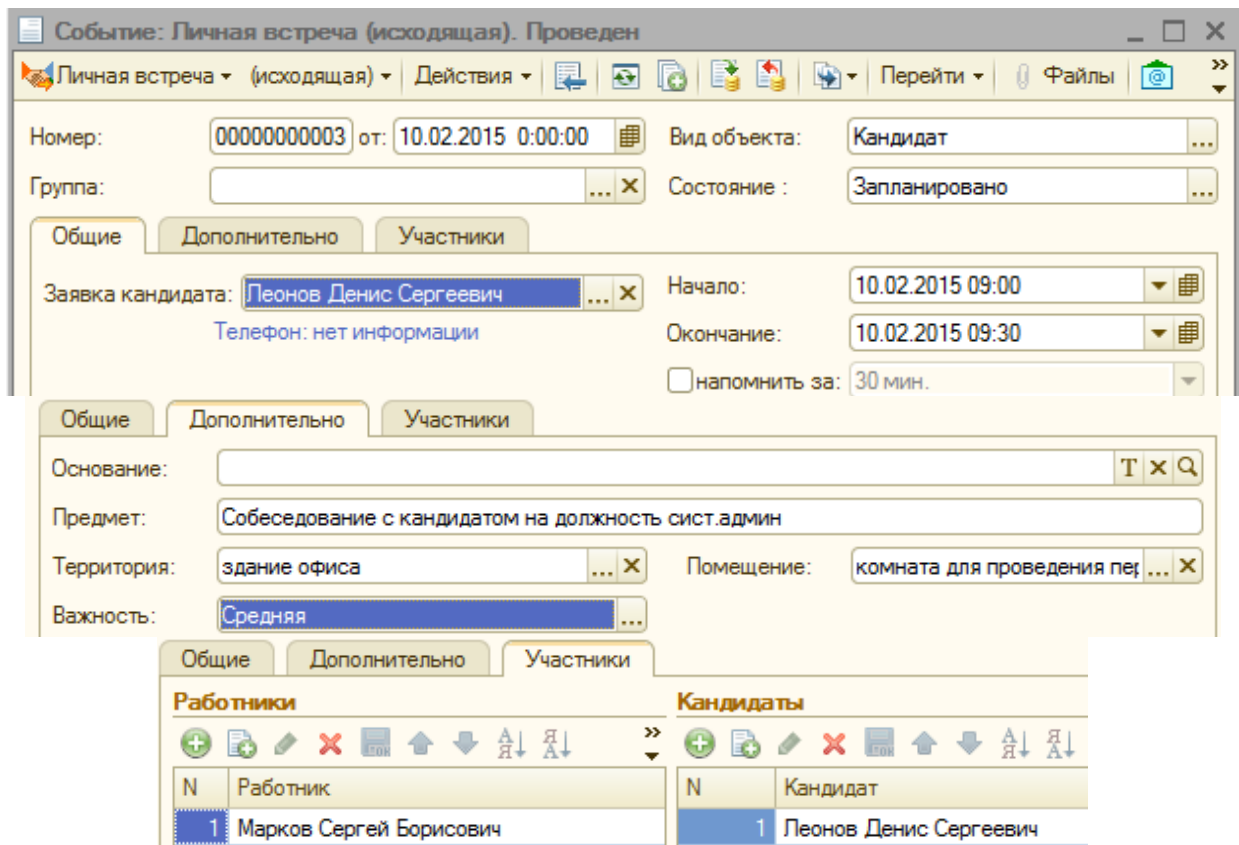 Событие: Личная встреча (исходящая). Проведен
Личная встреча (исходящая) Действия Перейти Файлы
Номер: 00000000003 от: 10.02.2015 0:00:00 Вид объекта: Кандидат
Группа: Состояние : Запланировано
Общие Дополнительно Участники
Заявка кандидата: Леонов Денис Сергеевич Начало: 10.02.2015 09:00
Телефон: нет информации Окончание: 10.02.2015 09:30
напомнить за: 30 мин.
Общие Дополнительно Участники
Основание: T
Предмет: Собеседование с кандидатом на должность сист.админ
Территория: здание офиса Помещение: комната для проведения пер
Важность: Средняя
Общие Дополнительно Участники
Работники Кандидаты
N Работник N Кандидат
1 Марков Сергей Борисович 1 Леонов Денис Сергеевич